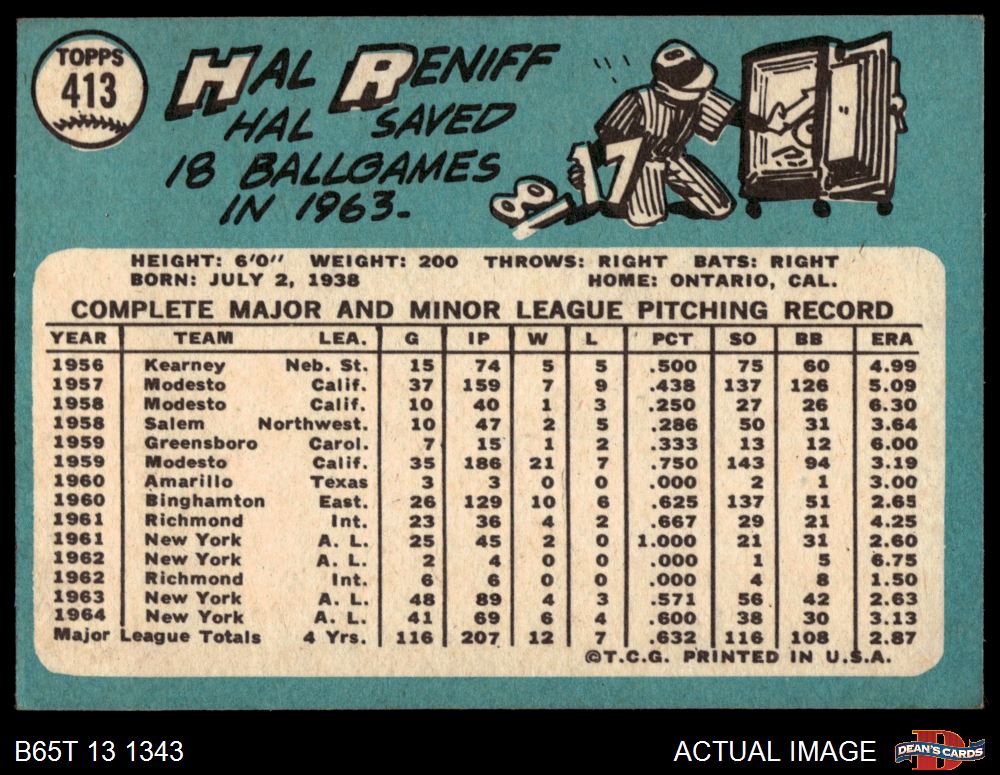 TOPPS
413
HAL RENIFF
HAL SAVED
18 BALLGAMES
IN 1963.
18 17
HEIGHT: 6'0" WEIGHT: 200 THROWS: RIGHT BATS: RIGHT
BORN: JULY 2, 1938 HOME: ONTARIO, CAL.
COMPLETE MAJOR AND MINOR LEAGUE PITCHING RECORD
YEAR TEAM LEA. G IP W L PCT SO BB ERA
1956 Kearney Neb. St. 15 74 5 5 .500 75 60 4.99
1957 Modesto Calif. 37 159 7 9 .438 137 126 5.09
1958 Modesto Calif. 10 40 1 3 .250 27 26 6.30
1958 Salem Northwest. 10 47 2 5 .286 50 31 3.64
1959 Greensboro Carol. 7 15 1 2 .333 13 12 6.00
1959 Modesto Calif. 35 186 21 7 .750 143 94 3.19
1960 Amarillo Texas 3 3 0 0 .000 2 1 3.00
1960 Binghamton East. 26 129 10 6 .625 137 51 2.65
1961 Richmond Int. 23 36 4 2 .667 29 21 4.25
1961 New York A. L. 25 45 2 0 1.000 21 31 2.60
1962 New York A. L. 2 4 0 0 .000 1 5 6.75
1962 Richmond Int. 6 6 0 0 .000 4 8 1.50
1963 New York A. L. 48 89 4 3 .571 56 42 2.63
1964 New York A. L. 41 69 6 4 .600 38 30 3.13
Major League Totals 4 Yrs. 116 207 12 7 .632 116 108 2.87
©T.C.G. PRINTED IN U.S.A.
B65T 13 1343 ACTUAL IMAGE DEAN'S CARDS